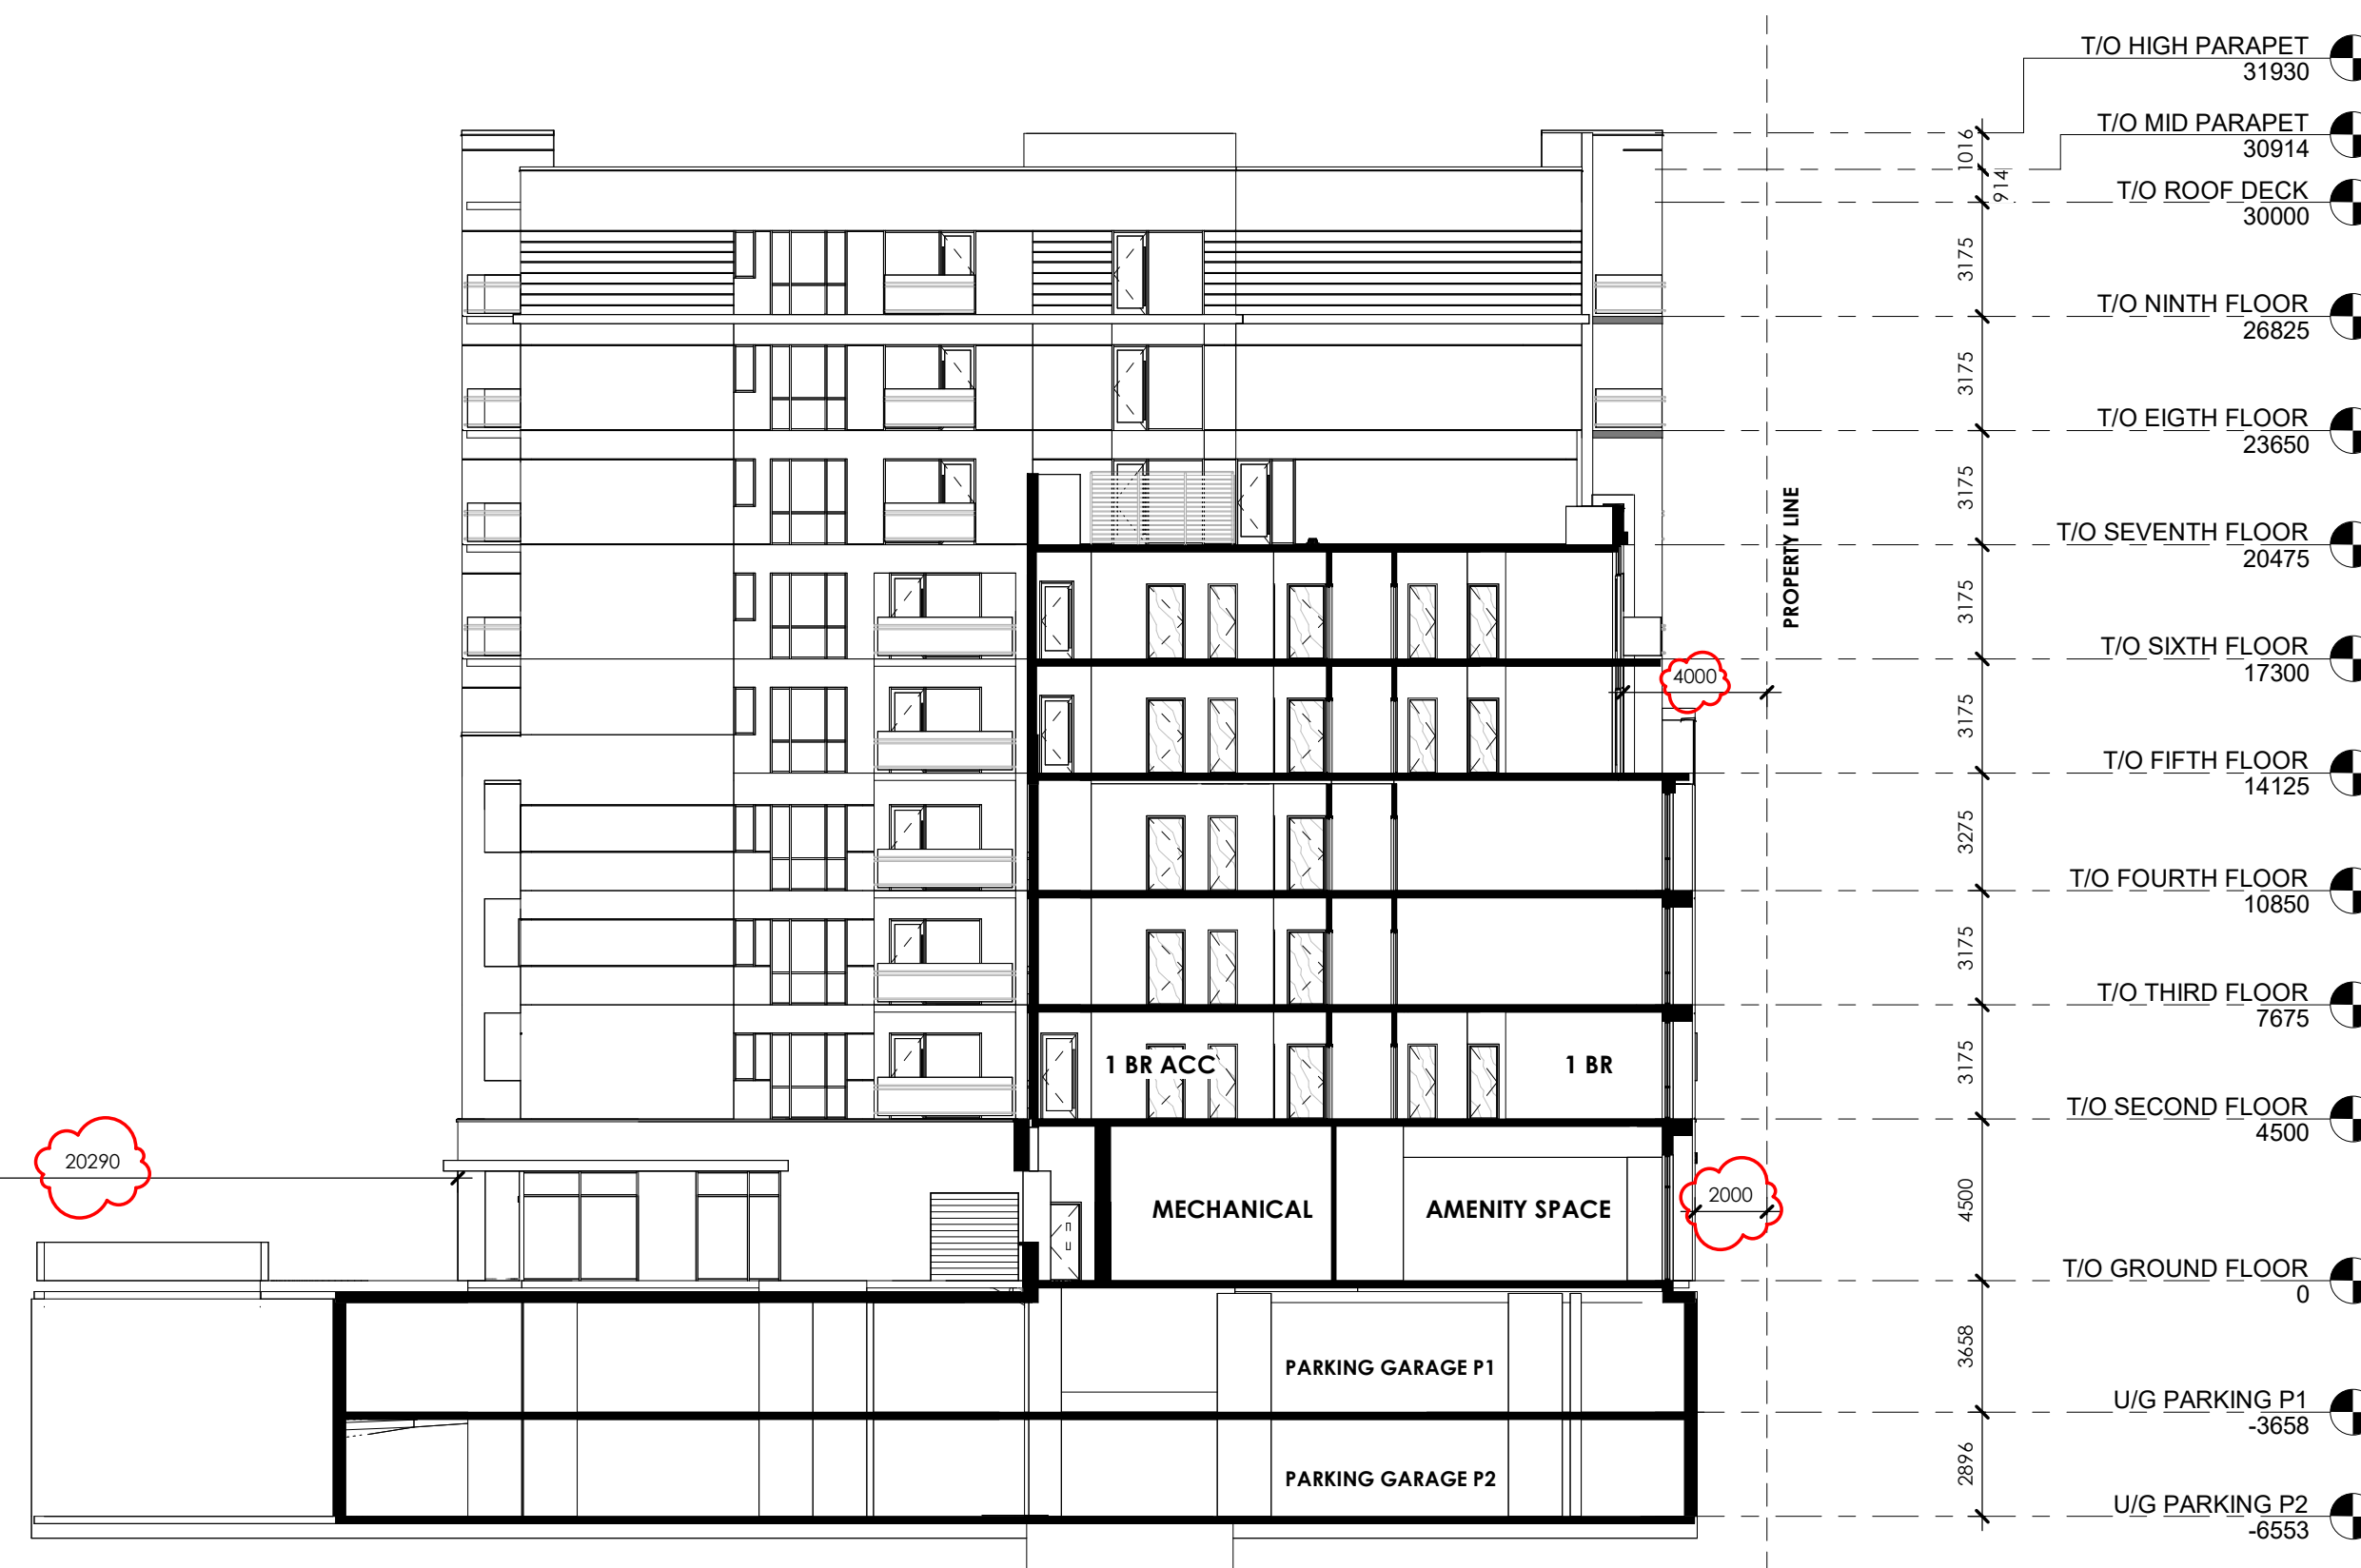 T/O HIGH PARAPET
31930
T/O MID PARAPET
30914
T/O ROOF DECK
30000
T/O NINTH FLOOR
26825
T/O EIGTH FLOOR
23650
T/O SEVENTH FLOOR
20475
T/O SIXTH FLOOR
17300
T/O FIFTH FLOOR
14125
T/O FOURTH FLOOR
10850
T/O THIRD FLOOR
7675
T/O SECOND FLOOR
4500
T/O GROUND FLOOR
0
U/G PARKING P1
-3658
U/G PARKING P2
-6553
1016
914
3175
3175
3175
3175
3175
3275
3175
3175
4500
3658
2896
PROPERTY LINE
4000
1 BR ACC
1 BR
20290
2000
MECHANICAL
AMENITY SPACE
PARKING GARAGE P1
PARKING GARAGE P2